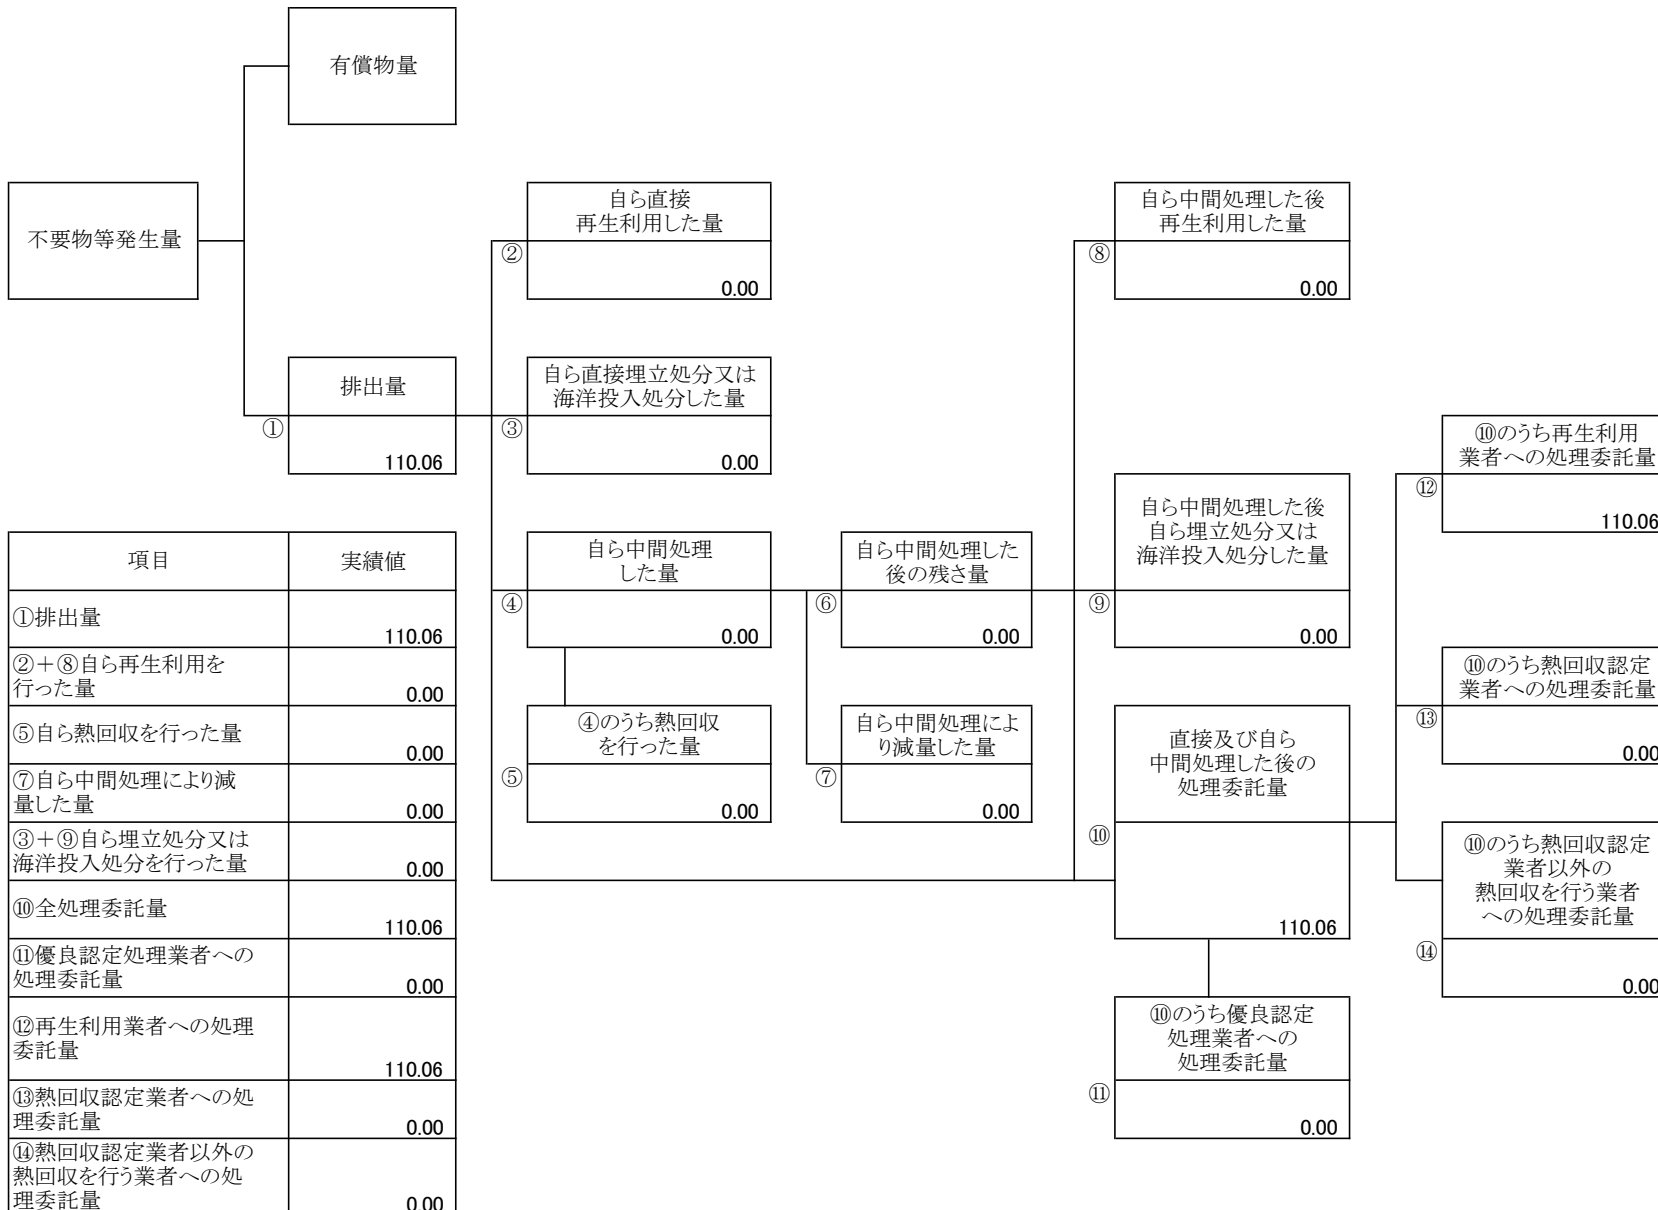 有償物量
不要物等発生量
自ら直接
再生利用した量
②
0.00
自ら中間処理した後
再生利用した量
⑧
0.00
排出量
①
110.06
自ら直接埋立処分又は
海洋投入処分した量
③
0.00
⑩のうち再生利用
業者への処理委託量
⑫
110.06
自ら中間処理
した量
④
0.00
自ら中間処理した
後の残さ量
⑥
0.00
自ら中間処理した後
自ら埋立処分又は
海洋投入処分した量
⑨
0.00
⑩のうち熱回収認定
業者への処理委託量
⑬
0.00
④のうち熱回収
を行った量
⑤
0.00
自ら中間処理によ
り減量した量
⑦
0.00
直接及び自ら
中間処理した後の
処理委託量
⑩
110.06
⑩のうち熱回収認定
業者以外の
熱回収を行う業者
への処理委託量
⑭
0.00
⑩のうち優良認定
処理業者への
処理委託量
⑪
0.00
項目 実績値
①排出量
110.06
②+⑧自ら再生利用を
行った量 0.00
⑤自ら熱回収を行った量
0.00
⑦自ら中間処理により減
量した量 0.00
③+⑨自ら埋立処分又は
海洋投入処分を行った量 0.00
⑩全処理委託量
110.06
⑪優良認定処理業者への
処理委託量 0.00
⑫再生利用業者への処理
委託量
110.06
⑬熱回収認定業者への処
理委託量 0.00
⑭熱回収認定業者以外の
熱回収を行う業者への処
理委託量 0.00